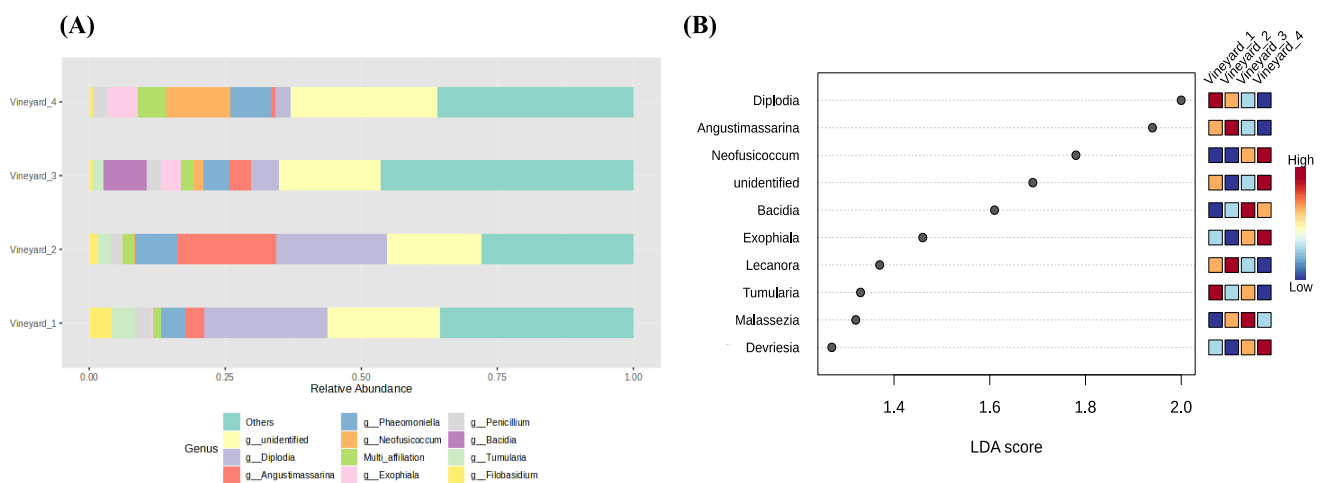 (A)
Vineyard_4
Vineyard_3
Vineyard_2
Vineyard_1
0.00 0.25 0.50 0.75 1.00
Relative Abundance
Genus
Others
g__unidentified
g__Diplodia
g__Angustimassarina
g__Phaeomoniella
g__Neofusicoccum
Multi_affiliation
g__Exophiala
g__Penicillium
g__Bacidia
g__Tumularia
g__Filobasidium
(B)
Vineyard_1
Vineyard_2
Vineyard_3
Vineyard_4
Diplodia
Angustimassarina
Neofusicoccum
unidentified
Bacidia
Exophiala
Lecanora
Tumularia
Malassezia
Devriesia
1.4 1.6 1.8 2.0
LDA score
High
Low